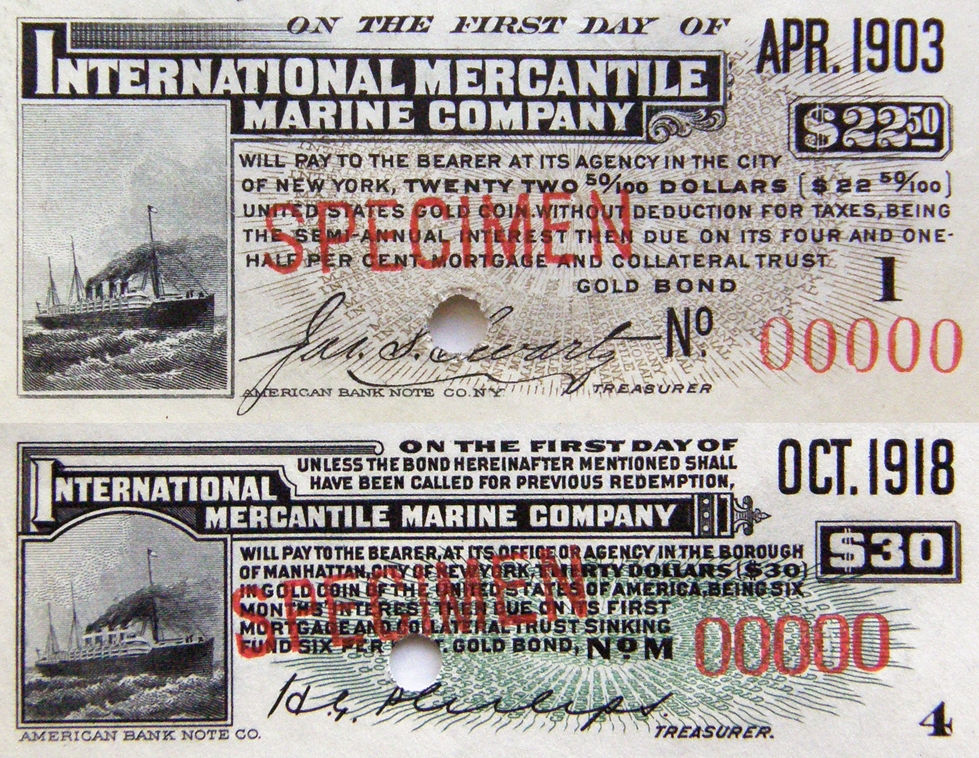 ON THE FIRST DAY OF
APR. 1903
INTERNATIONAL MERCANTILE
MARINE COMPANY
$22 50
WILL PAY TO THE BEARER AT ITS AGENCY IN THE CITY
OF NEW YORK, TWENTY TWO 50/100 DOLLARS ($22 50/100)
UNITED STATES GOLD COIN WITHOUT DEDUCTION FOR TAXES, BEING
THE SEMI-ANNUAL INTEREST THEN DUE ON ITS FOUR AND ONE-
HALF PER CENT. MORTGAGE AND COLLATERAL TRUST
GOLD BOND
SPECIMEN
1
No.
00000
Jas. S. Swartz
AMERICAN BANK NOTE CO. N.Y.
TREASURER
ON THE FIRST DAY OF
OCT. 1918
UNLESS THE BOND HEREINAFTER MENTIONED SHALL
HAVE BEEN CALLED FOR PREVIOUS REDEMPTION,
INTERNATIONAL
MERCANTILE MARINE COMPANY
$30
WILL PAY TO THE BEARER, AT ITS OFFICE OR AGENCY IN THE BOROUGH
OF MANHATTAN, CITY OF NEW YORK, THIRTY DOLLARS ($30)
IN GOLD COIN OF THE UNITED STATES OF AMERICA, BEING SIX
MONTHS INTEREST THEN DUE ON ITS FIRST
MORTGAGE AND COLLATERAL TRUST SINKING
FUND SIX PER T. GOLD BOND, No M
SPECIMEN
00000
H.G. Philips.
TREASURER.
4
AMERICAN BANK NOTE CO.